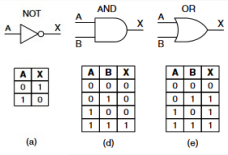 NOT
A X
A X
0 1
1 0
(a)
AND
A X
B
A B X
0 0 0
0 1 0
1 0 0
1 1 1
(d)
OR
A X
B
A B X
0 0 0
0 1 1
1 0 1
1 1 1
(e)